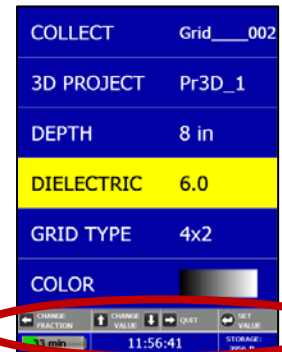 COLLECT Grid____002
3D PROJECT Pr3D_1
DEPTH 8 in
DIELECTRIC 6.0
GRID TYPE 4x2
COLOR
CHANGE FRACTION CHANGE VALUE QUIT SET VALUE
33 min 11:56:41 STORAGE: